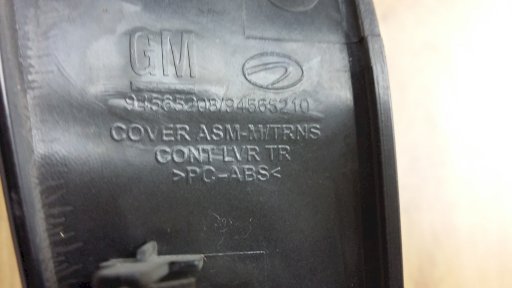 GM
94565208/94565210
COVER ASM-M/TRNS
CONT LVR TR
>PC-ABS<